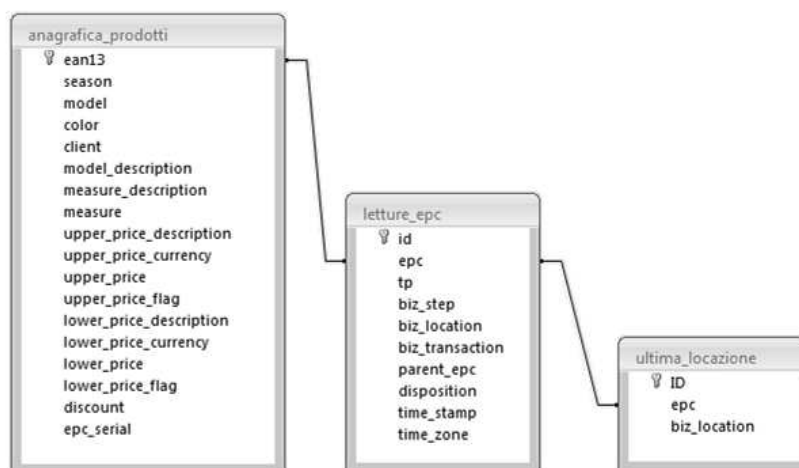 anagrafica_prodotti
ean13
season
model
color
client
model_description
measure_description
measure
upper_price_description
upper_price_currency
upper_price
upper_price_flag
lower_price_description
lower_price_currency
lower_price
lower_price_flag
discount
epc_serial
letture_epc
id
epc
tp
biz_step
biz_location
biz_transaction
parent_epc
disposition
time_stamp
time_zone
ultima_locazione
ID
epc
biz_location